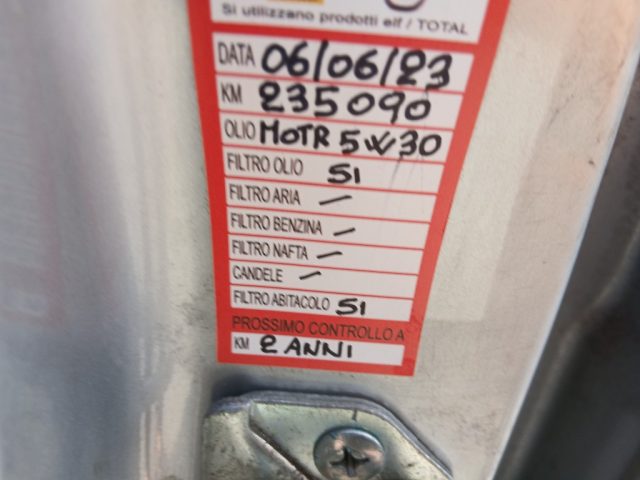 Si utilizzano prodotti elf / TOTAL
DATA 06/06/23
KM 235090
OLIO MOTR 5W30
FILTRO OLIO SI
FILTRO ARIA —
FILTRO BENZINA —
FILTRO NAFTA —
CANDELE —
FILTRO ABITACOLO SI
PROSSIMO CONTROLLO A
KM 2 ANNI